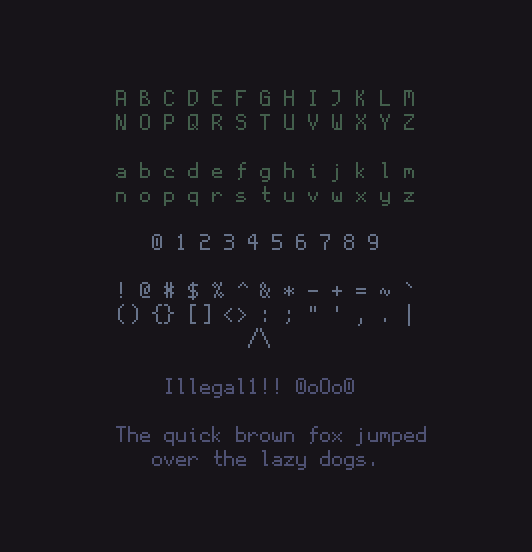 A B C D E F G H I J K L M
N O P Q R S T U V W X Y Z
a b c d e f g h i j k l m
n o p q r s t u v w x y z
0 1 2 3 4 5 6 7 8 9
! @ # $ % ^ & * - + = ~ `
() {} [] <> : ; " ' , . |
/\
Illegal1!! @oOo@
The quick brown fox jumped
over the lazy dogs.